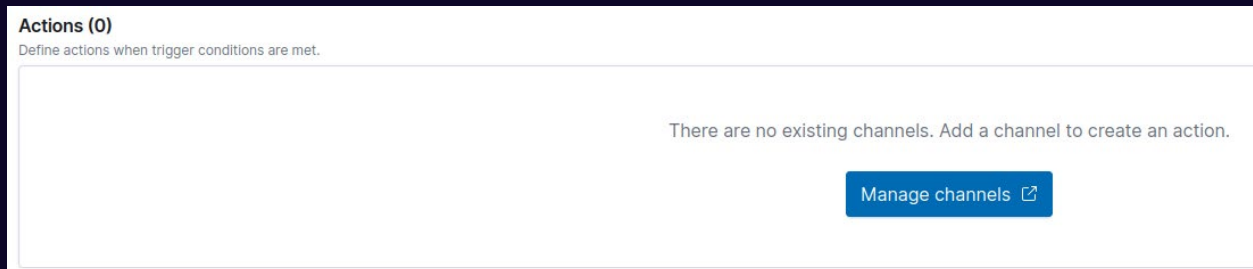 Actions (0)
Define actions when trigger conditions are met.
There are no existing channels. Add a channel to create an action.
Manage channels